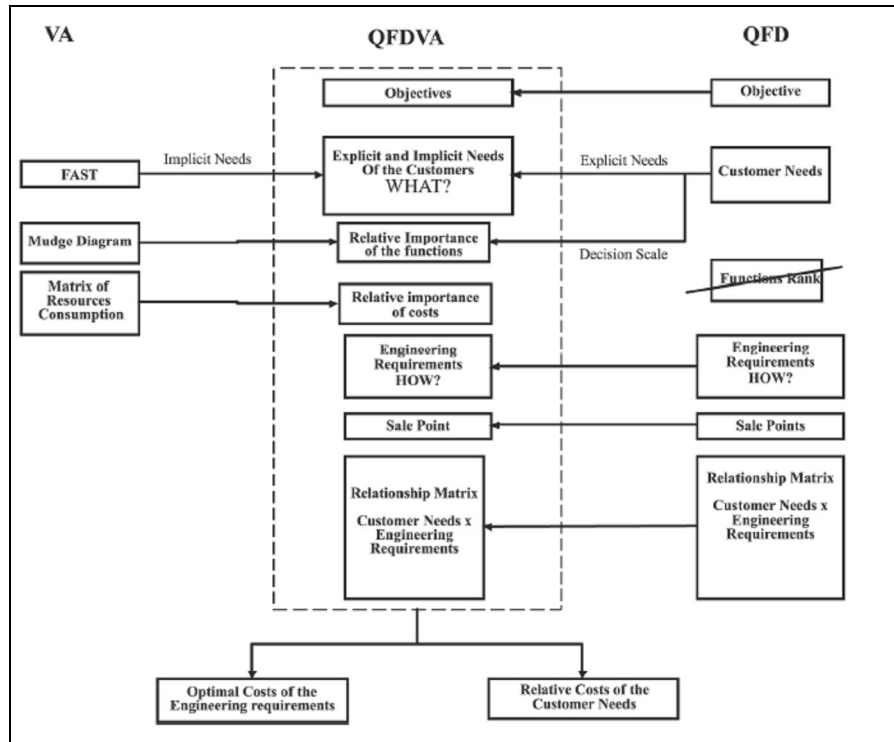 VA
QFDVA
QFD
Objectives
Objective
Implicit Needs
Explicit and Implicit Needs
Of the Customers
WHAT?
Explicit Needs
FAST
Customer Needs
Mudge Diagram
Relative Importance
of the functions
Decision Scale
Matrix of
Resources
Consumption
Functions Rank
Relative importance
of costs
Engineering
Requirements
HOW?
Engineering
Requirements
HOW?
Sale Point
Sale Points
Relationship Matrix
Customer Needs x
Engineering
Requirements
Relationship Matrix
Customer Needs x
Engineering
Requirements
Optimal Costs of the
Engineering requirements
Relative Costs of the
Customer Needs